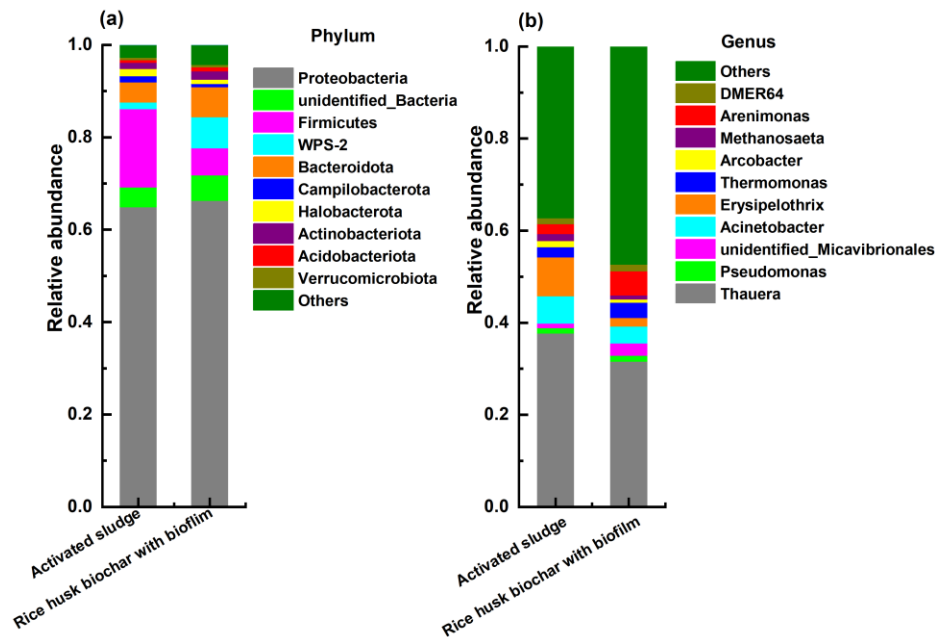 (a)
Phylum
Proteobacteria
unidentified_Bacteria
Firmicutes
WPS-2
Bacteroidota
Campilobacterota
Halobacterota
Actinobacteriota
Acidobacteriota
Verrucomicrobiota
Others
Relative abundance
1.0
0.8
0.6
0.4
0.2
0.0
Activated sludge
Rice husk biochar with bioflim
(b)
Genus
Others
DMER64
Arenimonas
Methanosaeta
Arcobacter
Thermomonas
Erysipelothrix
Acinetobacter
unidentified_Micavibrionales
Pseudomonas
Thauera
Relative abundance
1.0
0.8
0.6
0.4
0.2
0.0
Activated sludge
Rice husk biochar with biofilm